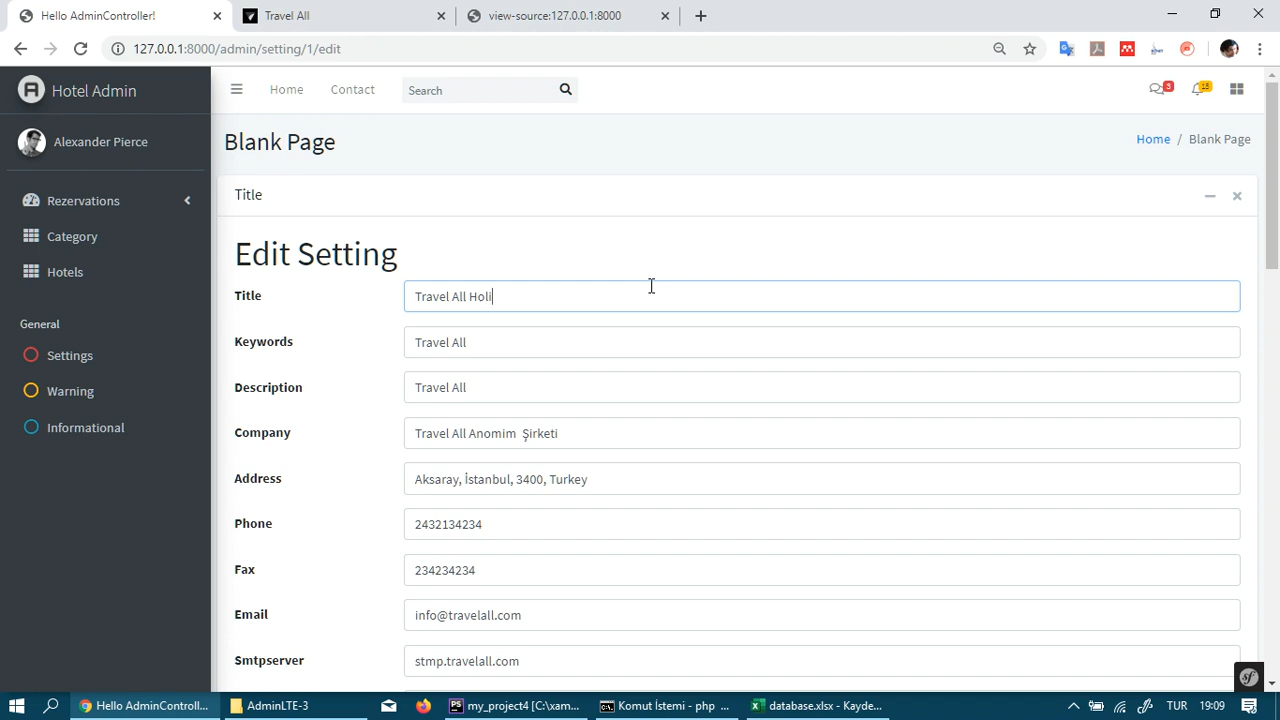 Hello AdminController!
Travel All
view-source:127.0.0.1:8000
127.0.0.1:8000/admin/setting/1/edit
Hotel Admin
Home
Contact
Search
3
15
Alexander Pierce
Blank Page
Home / Blank Page
Rezervations
Category
Hotels
General
Settings
Warning
Informational
Title
Edit Setting
Title
Travel All Holi
Keywords
Travel All
Description
Travel All
Company
Travel All Anomim Şirketi
Address
Aksaray, İstanbul, 3400, Turkey
Phone
2432134234
Fax
234234234
Email
info@travelall.com
Smtpserver
stmp.travelall.com
Hello AdminControll...
AdminLTE-3
my_project4 [C:\xam...
Komut İstemi - php ...
database.xlsx - Kayde...
TUR
19:09